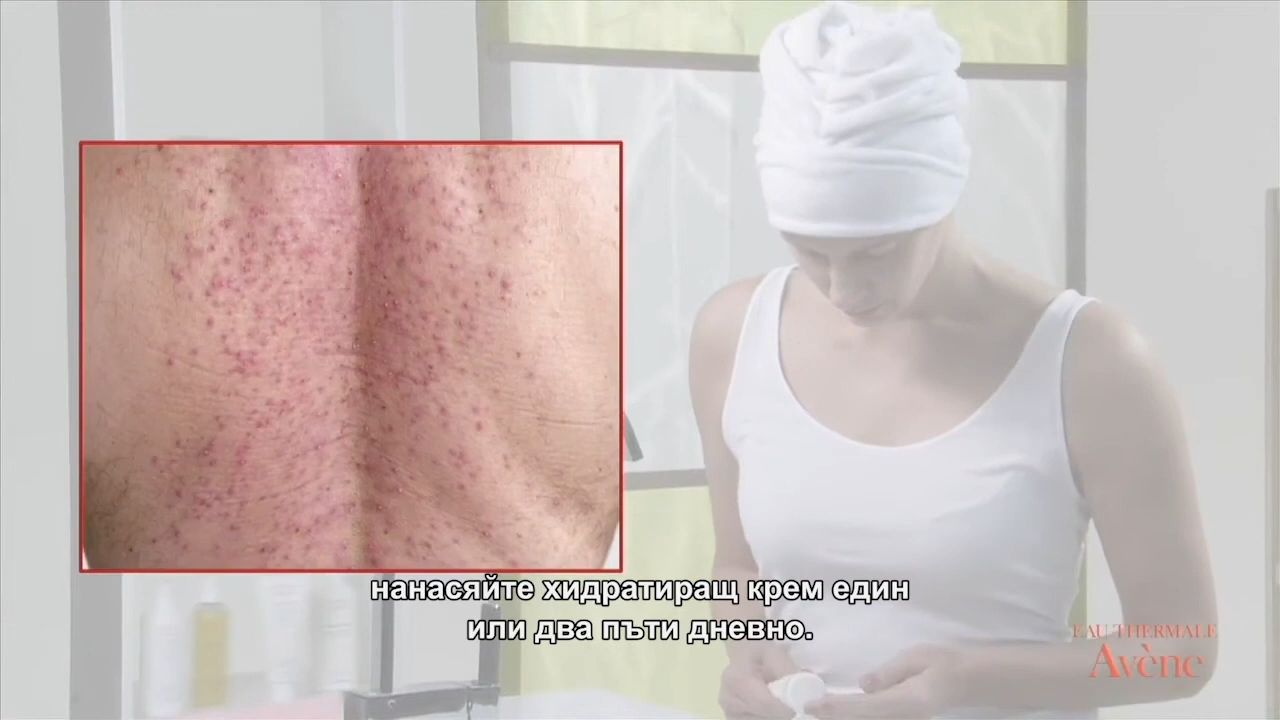 нанасяйте хидратиращ крем един
или два пъти дневно.
EAU THERMALE
Avène